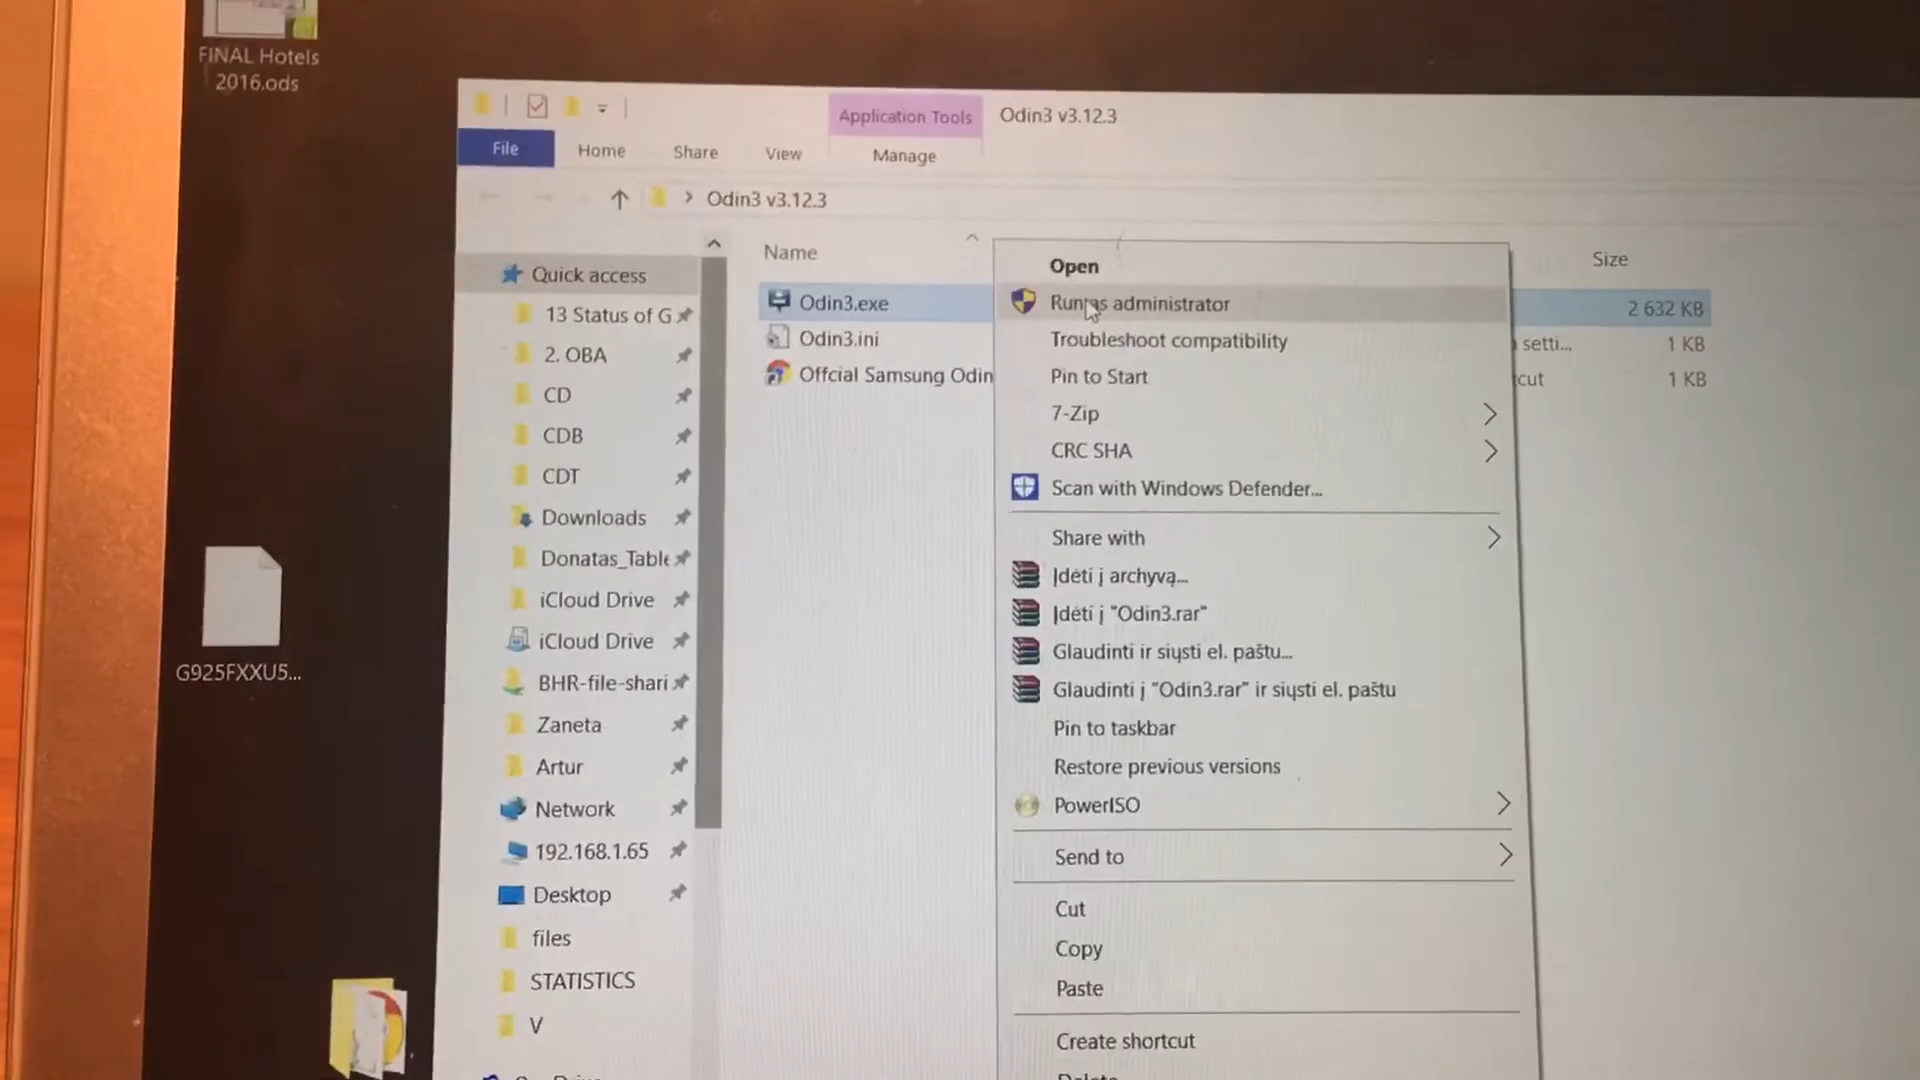 FINAL Hotels
2016.ods
Application Tools
Odin3 v3.12.3
File
Home
Share
View
Manage
Odin3 v3.12.3
Name
Size
Quick access
13 Status of G
2. OBA
CD
CDB
CDT
Downloads
Donatas_Table
iCloud Drive
iCloud Drive
BHR-file-shari
Zaneta
Artur
Network
192.168.1.65
Desktop
files
STATISTICS
V
Odin3.exe
2 632 KB
Odin3.ini
setti...
1 KB
Offcial Samsung Odin
cut
1 KB
Open
Run as administrator
Troubleshoot compatibility
Pin to Start
7-Zip
CRC SHA
Scan with Windows Defender...
Share with
Įdėti į archyvą...
Įdėti į "Odin3.rar"
Glaudinti ir siųsti el. paštu...
Glaudinti į "Odin3.rar" ir siųsti el. paštu
Pin to taskbar
Restore previous versions
PowerISO
Send to
Cut
Copy
Paste
Create shortcut
G925FXXU5...